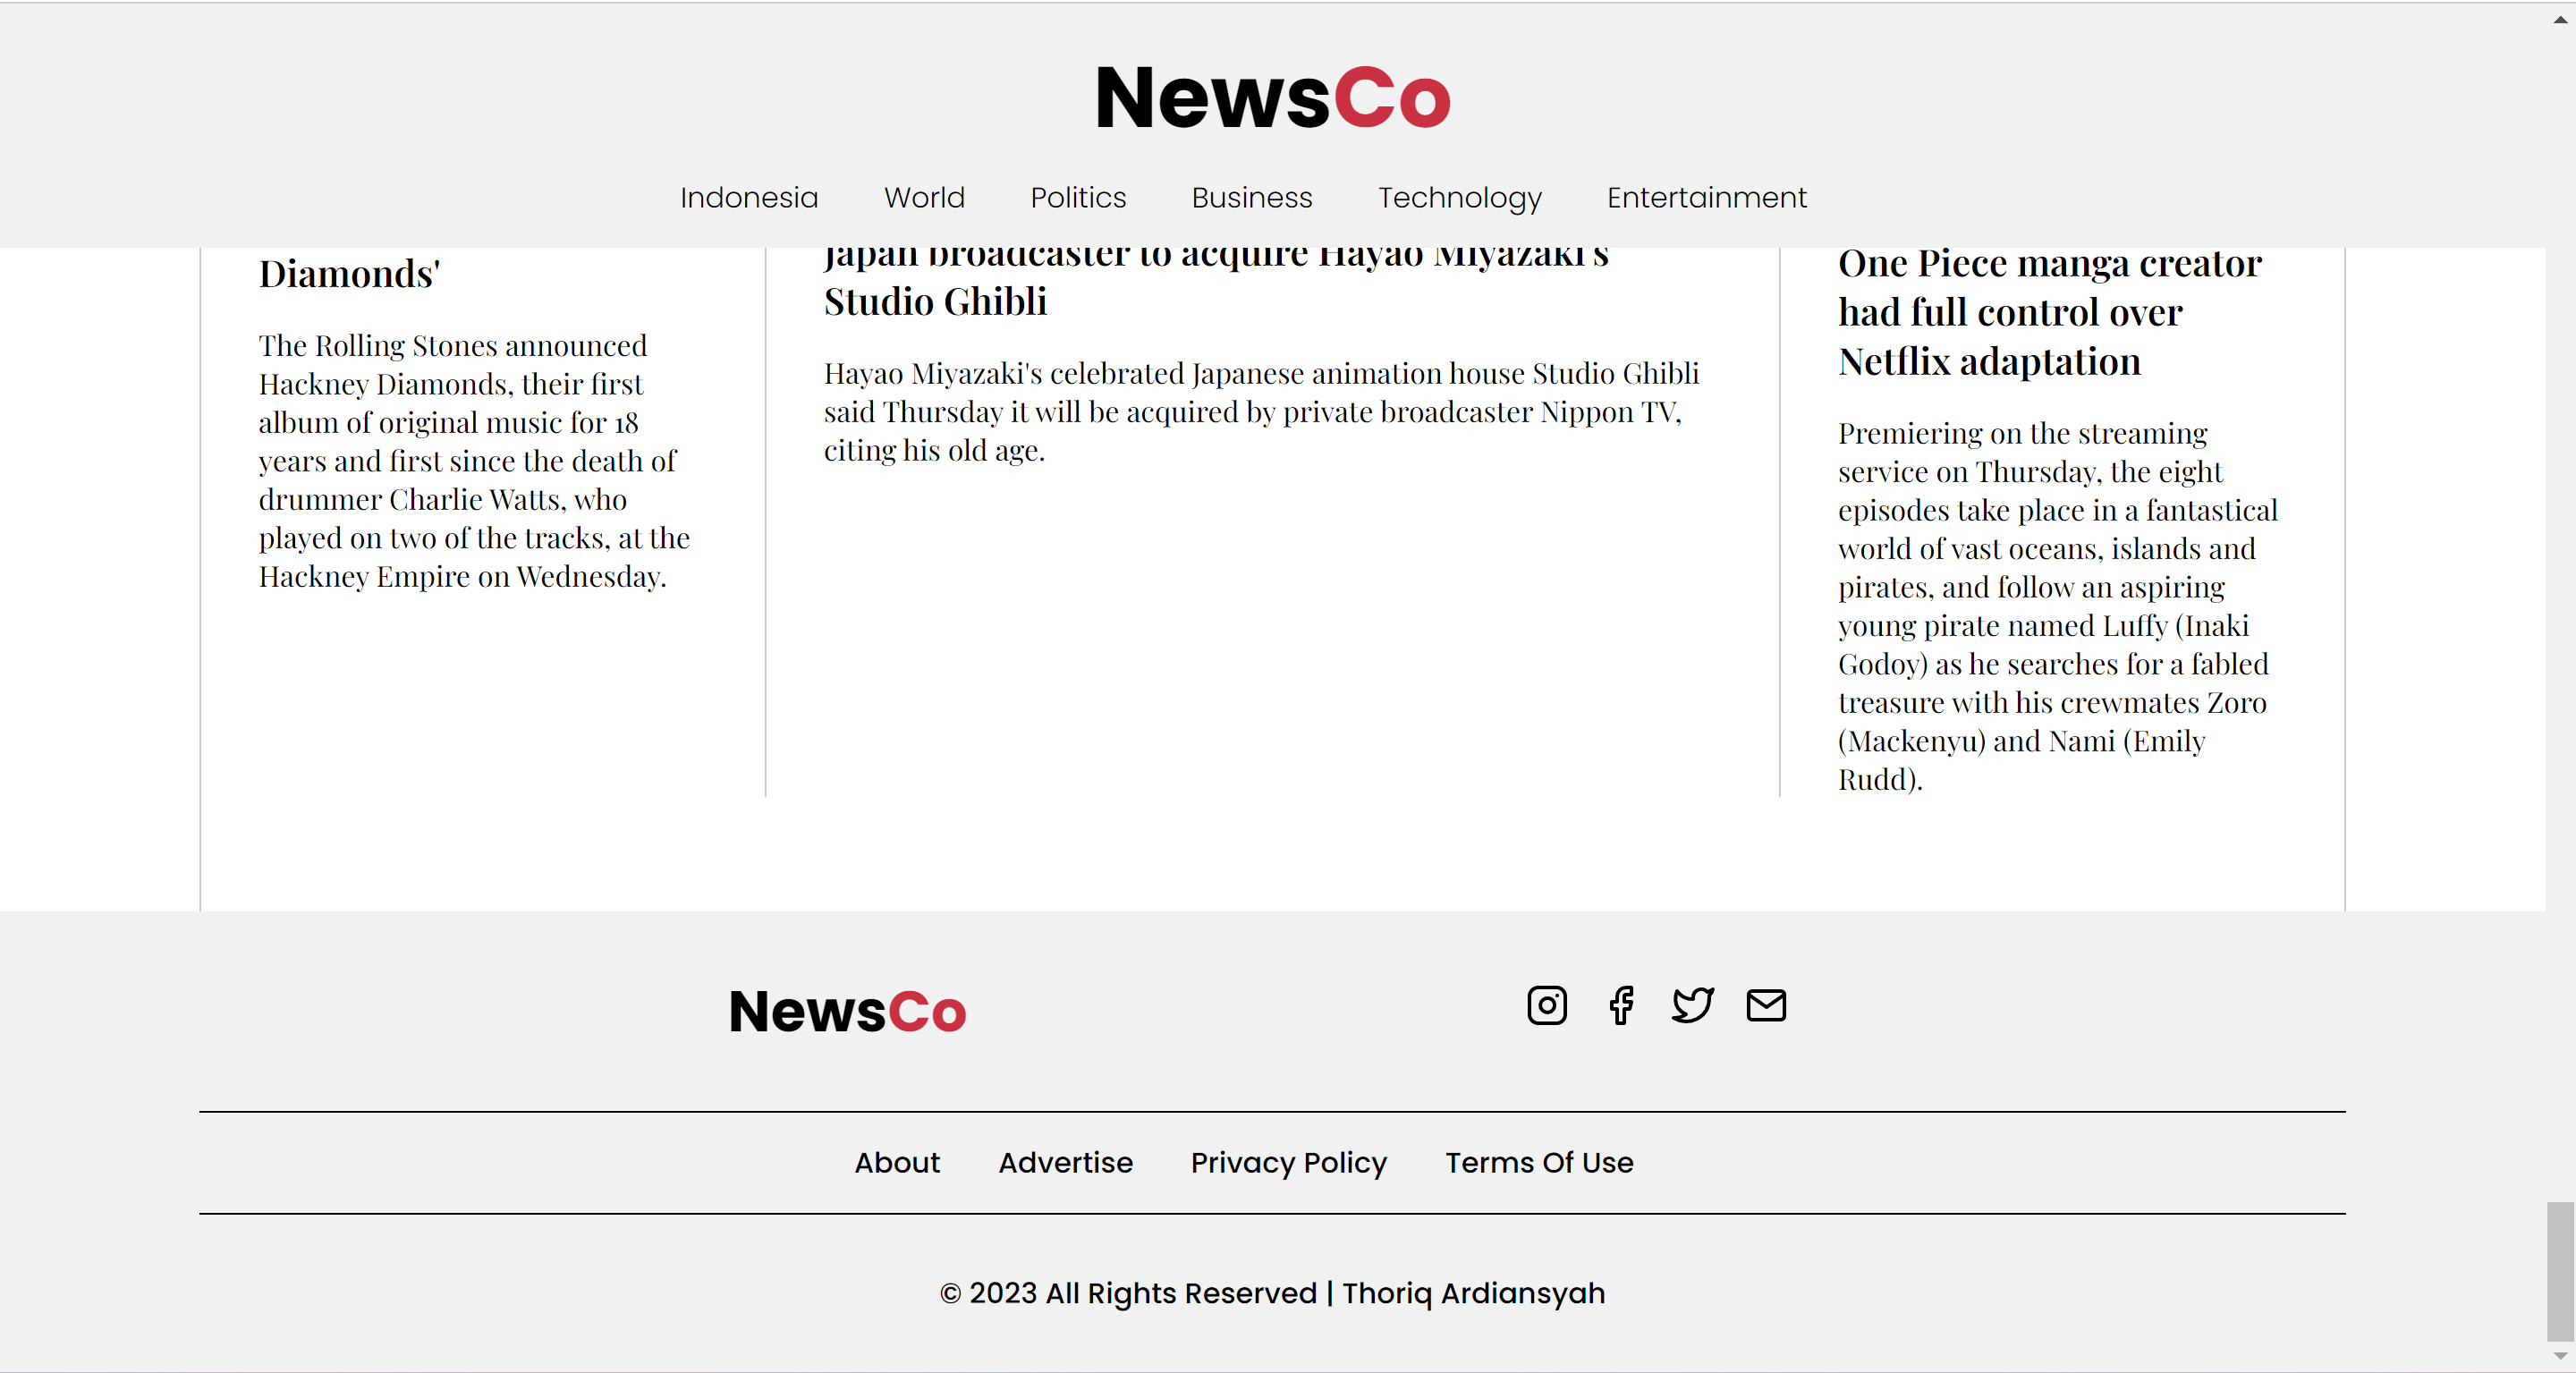 NewsCo
Indonesia World Politics Business Technology Entertainment
Diamonds'
The Rolling Stones announced
Hackney Diamonds, their first
album of original music for 18
years and first since the death of
drummer Charlie Watts, who
played on two of the tracks, at the
Hackney Empire on Wednesday.
Japan broadcaster to acquire Hayao Miyazaki's
Studio Ghibli
Hayao Miyazaki's celebrated Japanese animation house Studio Ghibli
said Thursday it will be acquired by private broadcaster Nippon TV,
citing his old age.
One Piece manga creator
had full control over
Netflix adaptation
Premiering on the streaming
service on Thursday, the eight
episodes take place in a fantastical
world of vast oceans, islands and
pirates, and follow an aspiring
young pirate named Luffy (Inaki
Godoy) as he searches for a fabled
treasure with his crewmates Zoro
(Mackenyu) and Nami (Emily
Rudd).
NewsCo
About Advertise Privacy Policy Terms Of Use
© 2023 All Rights Reserved | Thoriq Ardiansyah